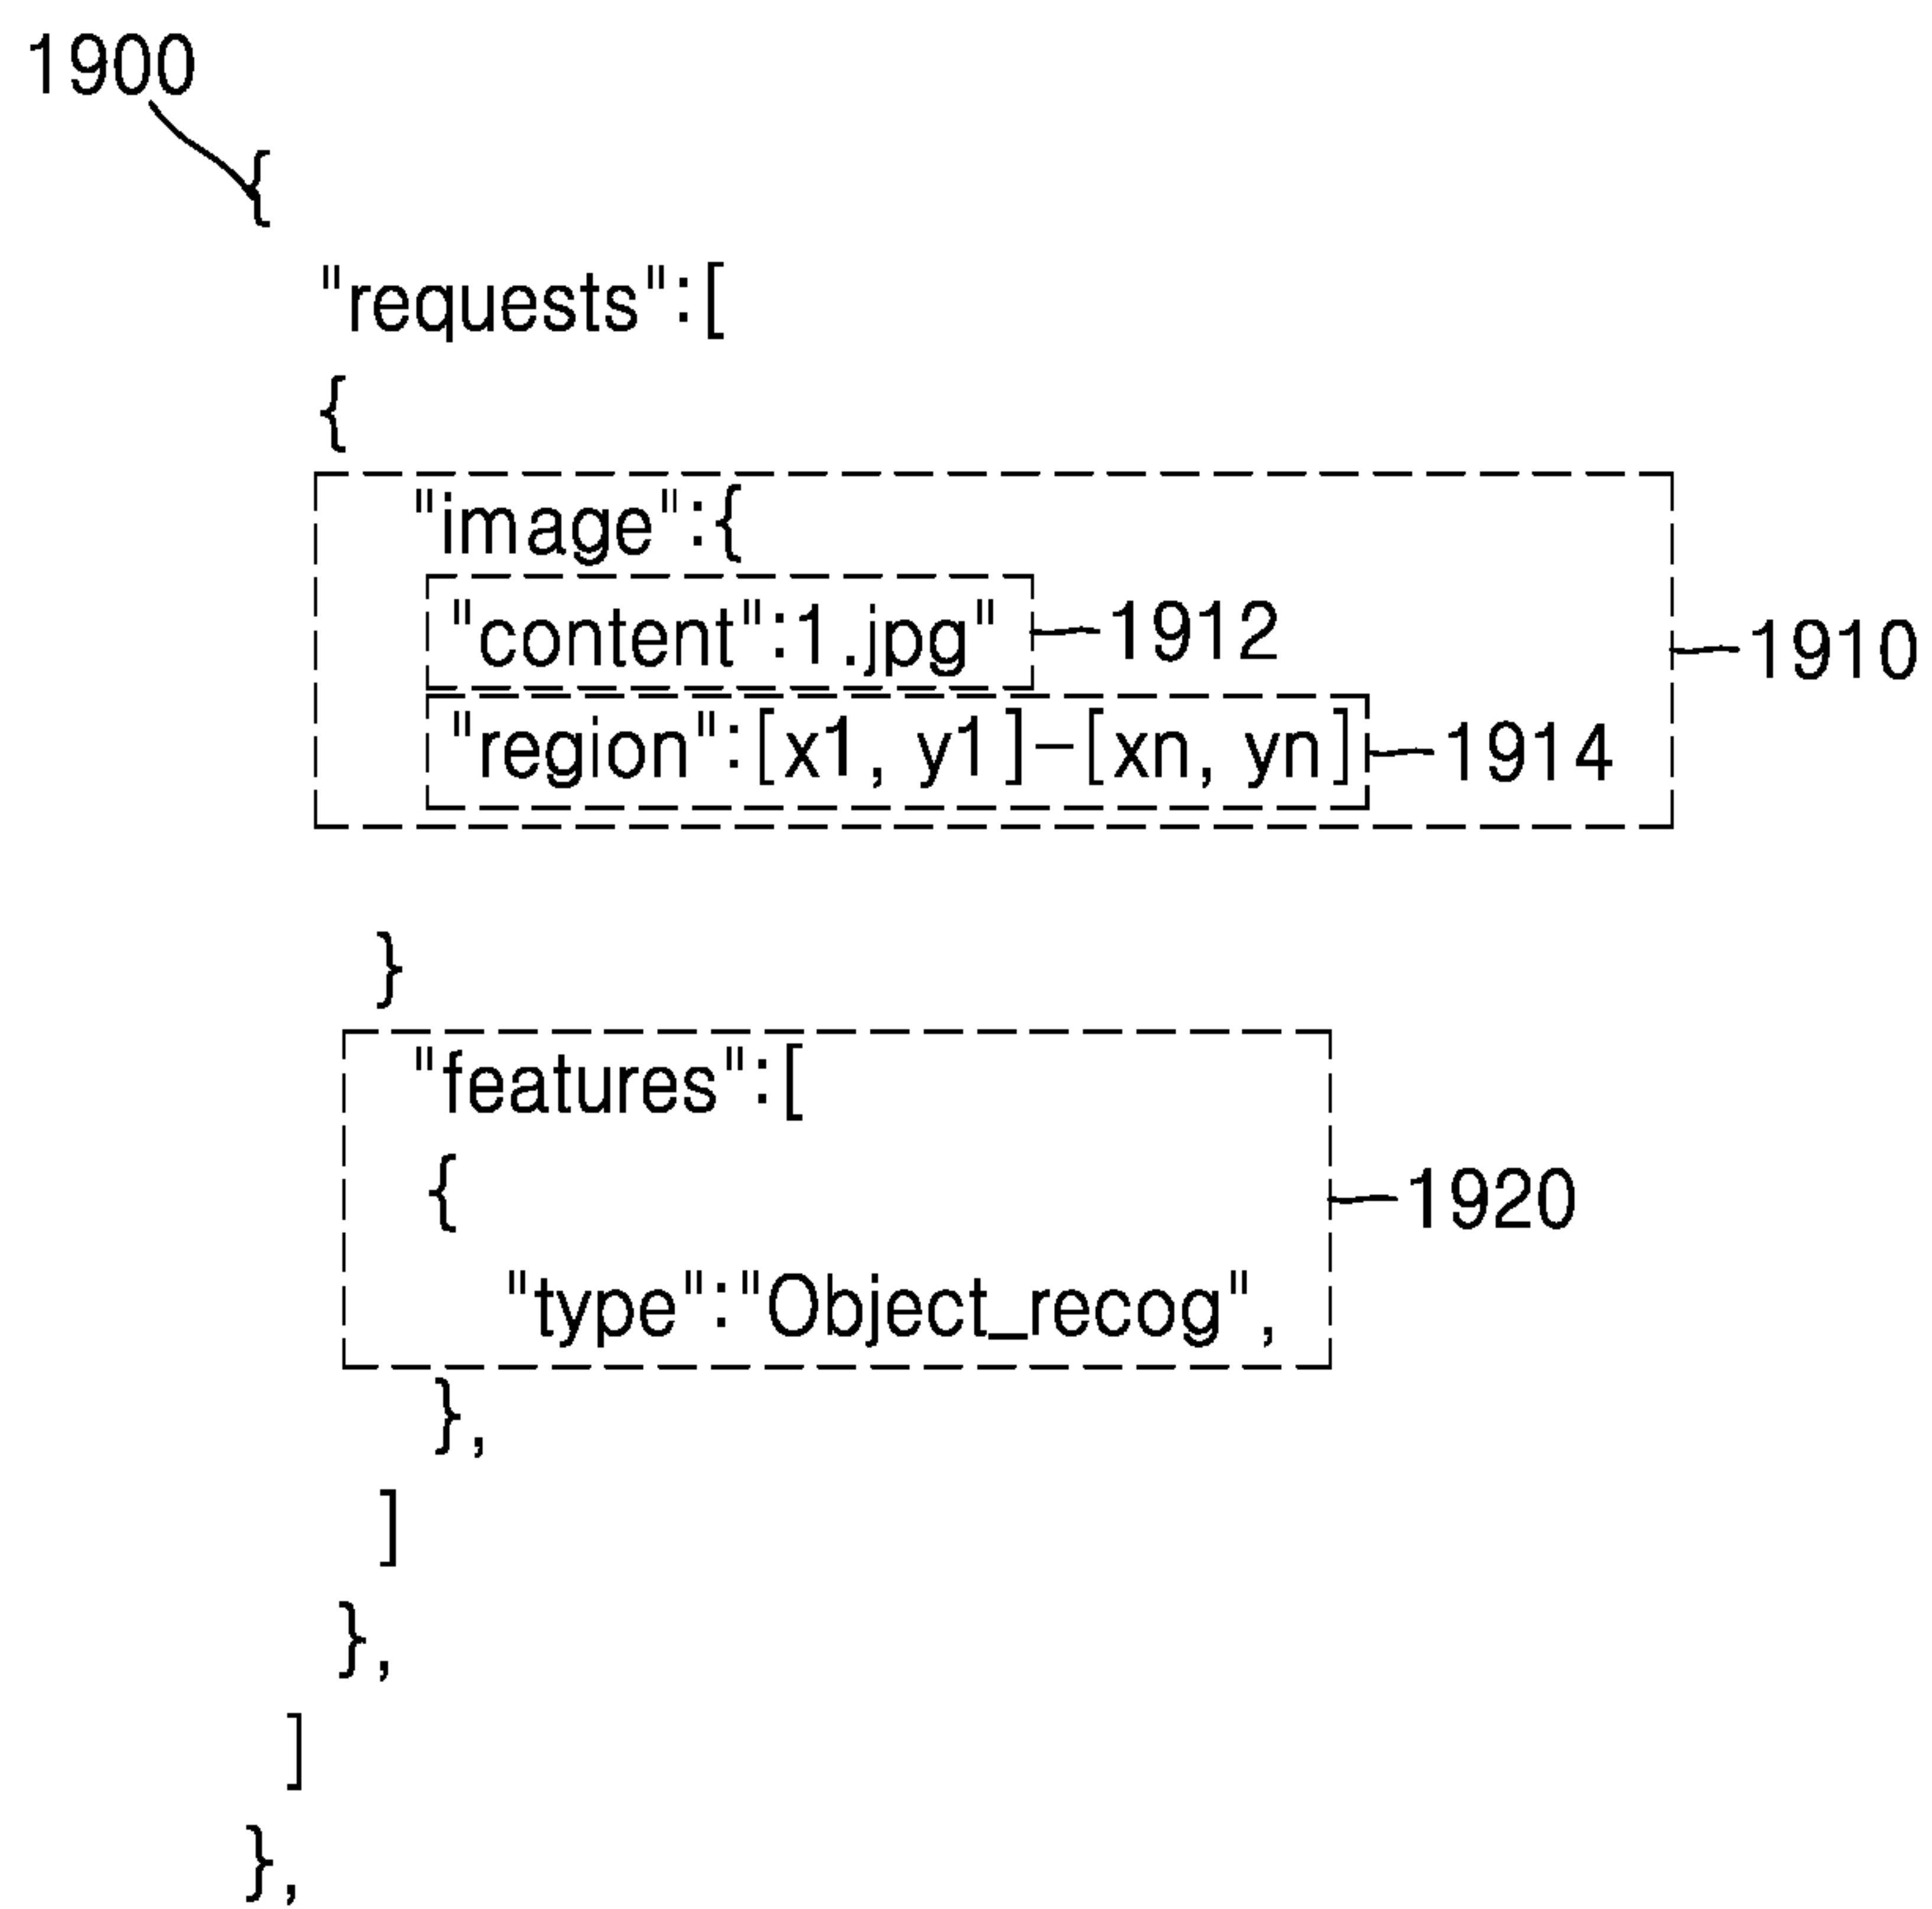 1900
{
"requests":[
{
"image":{
"content":1.jpg" 1912
1910
"region":[x1, y1]-[xn, yn] 1914
}
"features":[
{
1920
"type":"Object_recog",
},
]
},
]
},